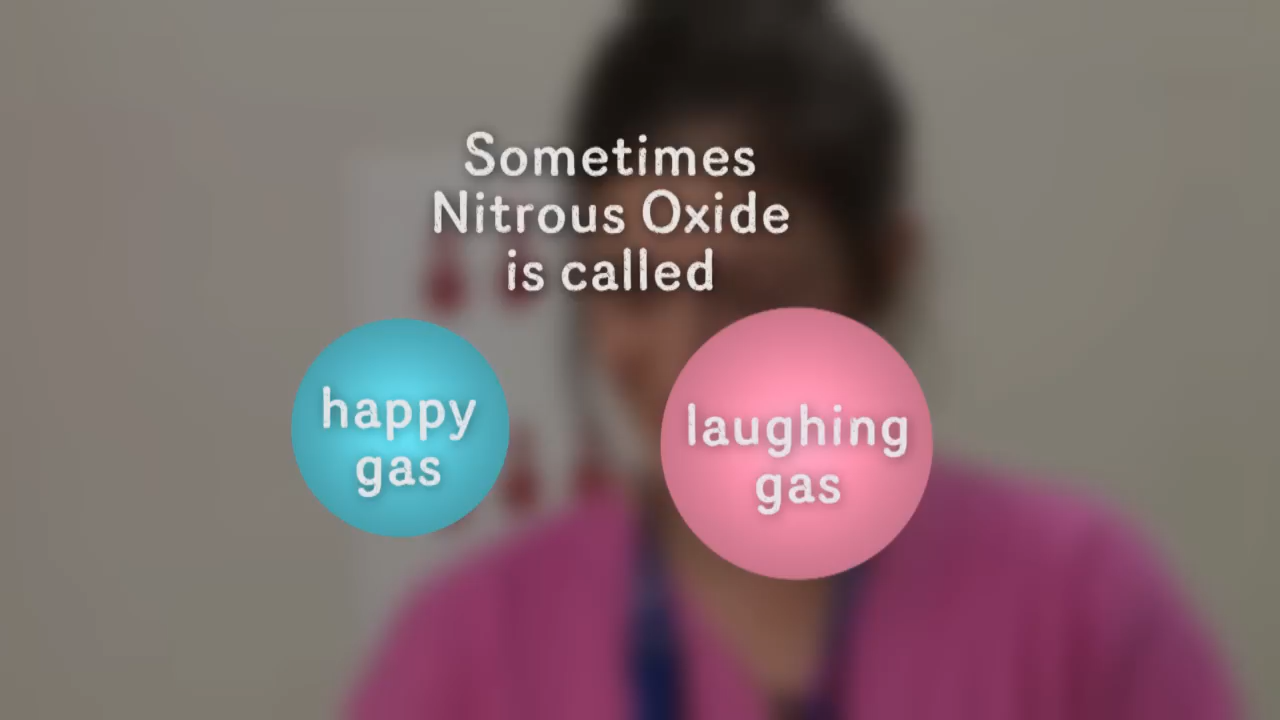 Sometimes
Nitrous Oxide
is called
happy
gas
laughing
gas